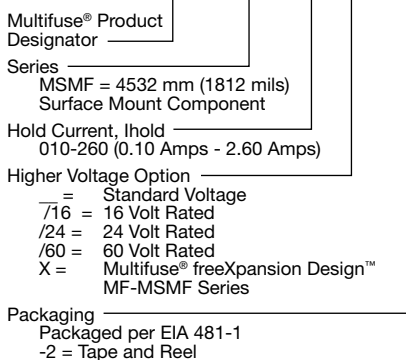 Multifuse® Product
Designator
Series
MSMF = 4532 mm (1812 mils)
Surface Mount Component
Hold Current, Ihold
010-260 (0.10 Amps - 2.60 Amps)
Higher Voltage Option
__ = Standard Voltage
/16 = 16 Volt Rated
/24 = 24 Volt Rated
/60 = 60 Volt Rated
X = Multifuse® freeXpansion Design™
MF-MSMF Series
Packaging
Packaged per EIA 481-1
-2 = Tape and Reel